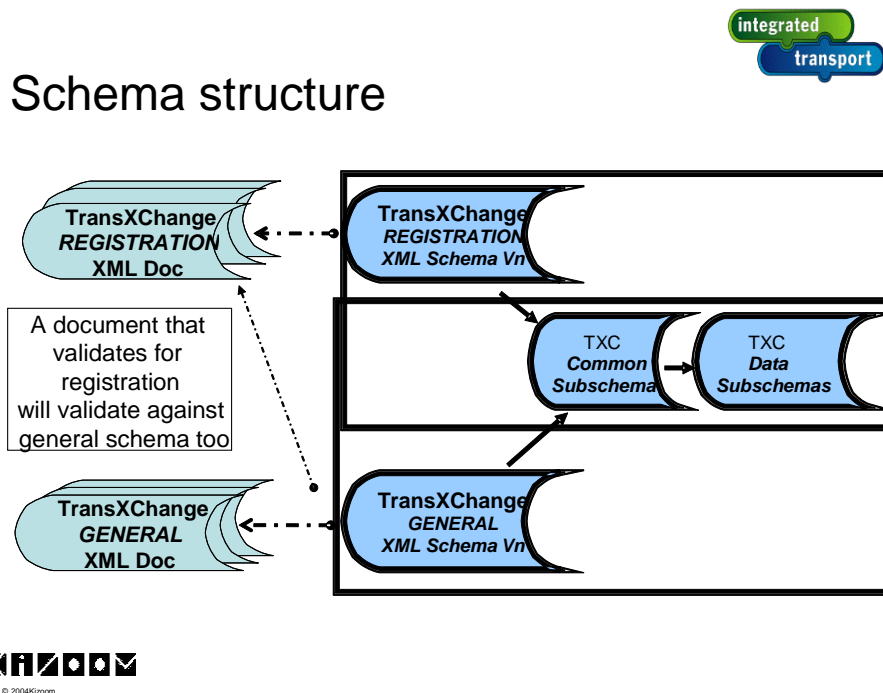 integrated
transport
Schema structure
TransXChange
REGISTRATION
XML Doc
TransXChange
REGISTRATION
XML Schema Vn
A document that
validates for
registration
will validate against
general schema too
TXC
Common
Subschema
TXC
Data
Subschemas
TransXChange
GENERAL
XML Doc
TransXChange
GENERAL
XML Schema Vn
KIZOOM
© 2004Kizoom